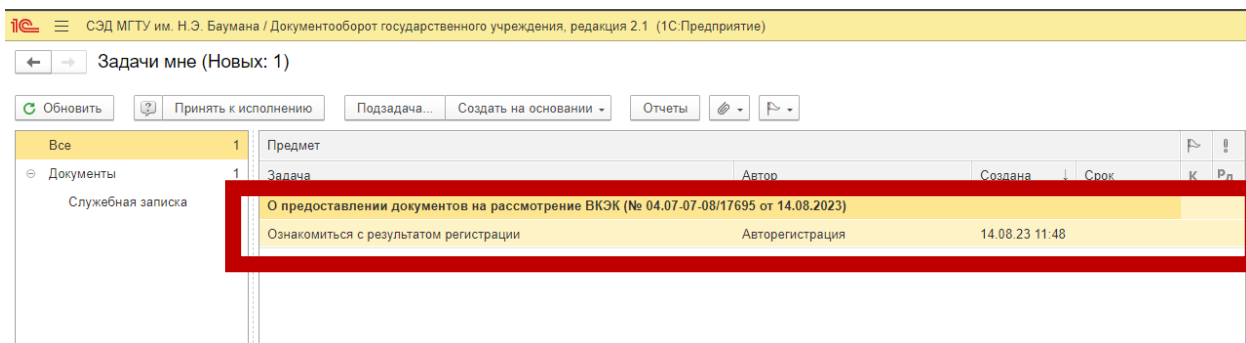 1С СЭД МГТУ им. Н.Э. Баумана / Документооборот государственного учреждения, редакция 2.1 (1С:Предприятие)
← → Задачи мне (Новых: 1)
Обновить ? Принять к исполнению Подзадача... Создать на основании Отчеты
Все 1 Предмет
Документы 1 Задача Автор Создана ↓ Срок К Рд
Служебная записка
О предоставлении документов на рассмотрение ВКЭК (№ 04.07-07-08/17695 от 14.08.2023)
Ознакомиться с результатом регистрации Авторегистрация 14.08.23 11:48